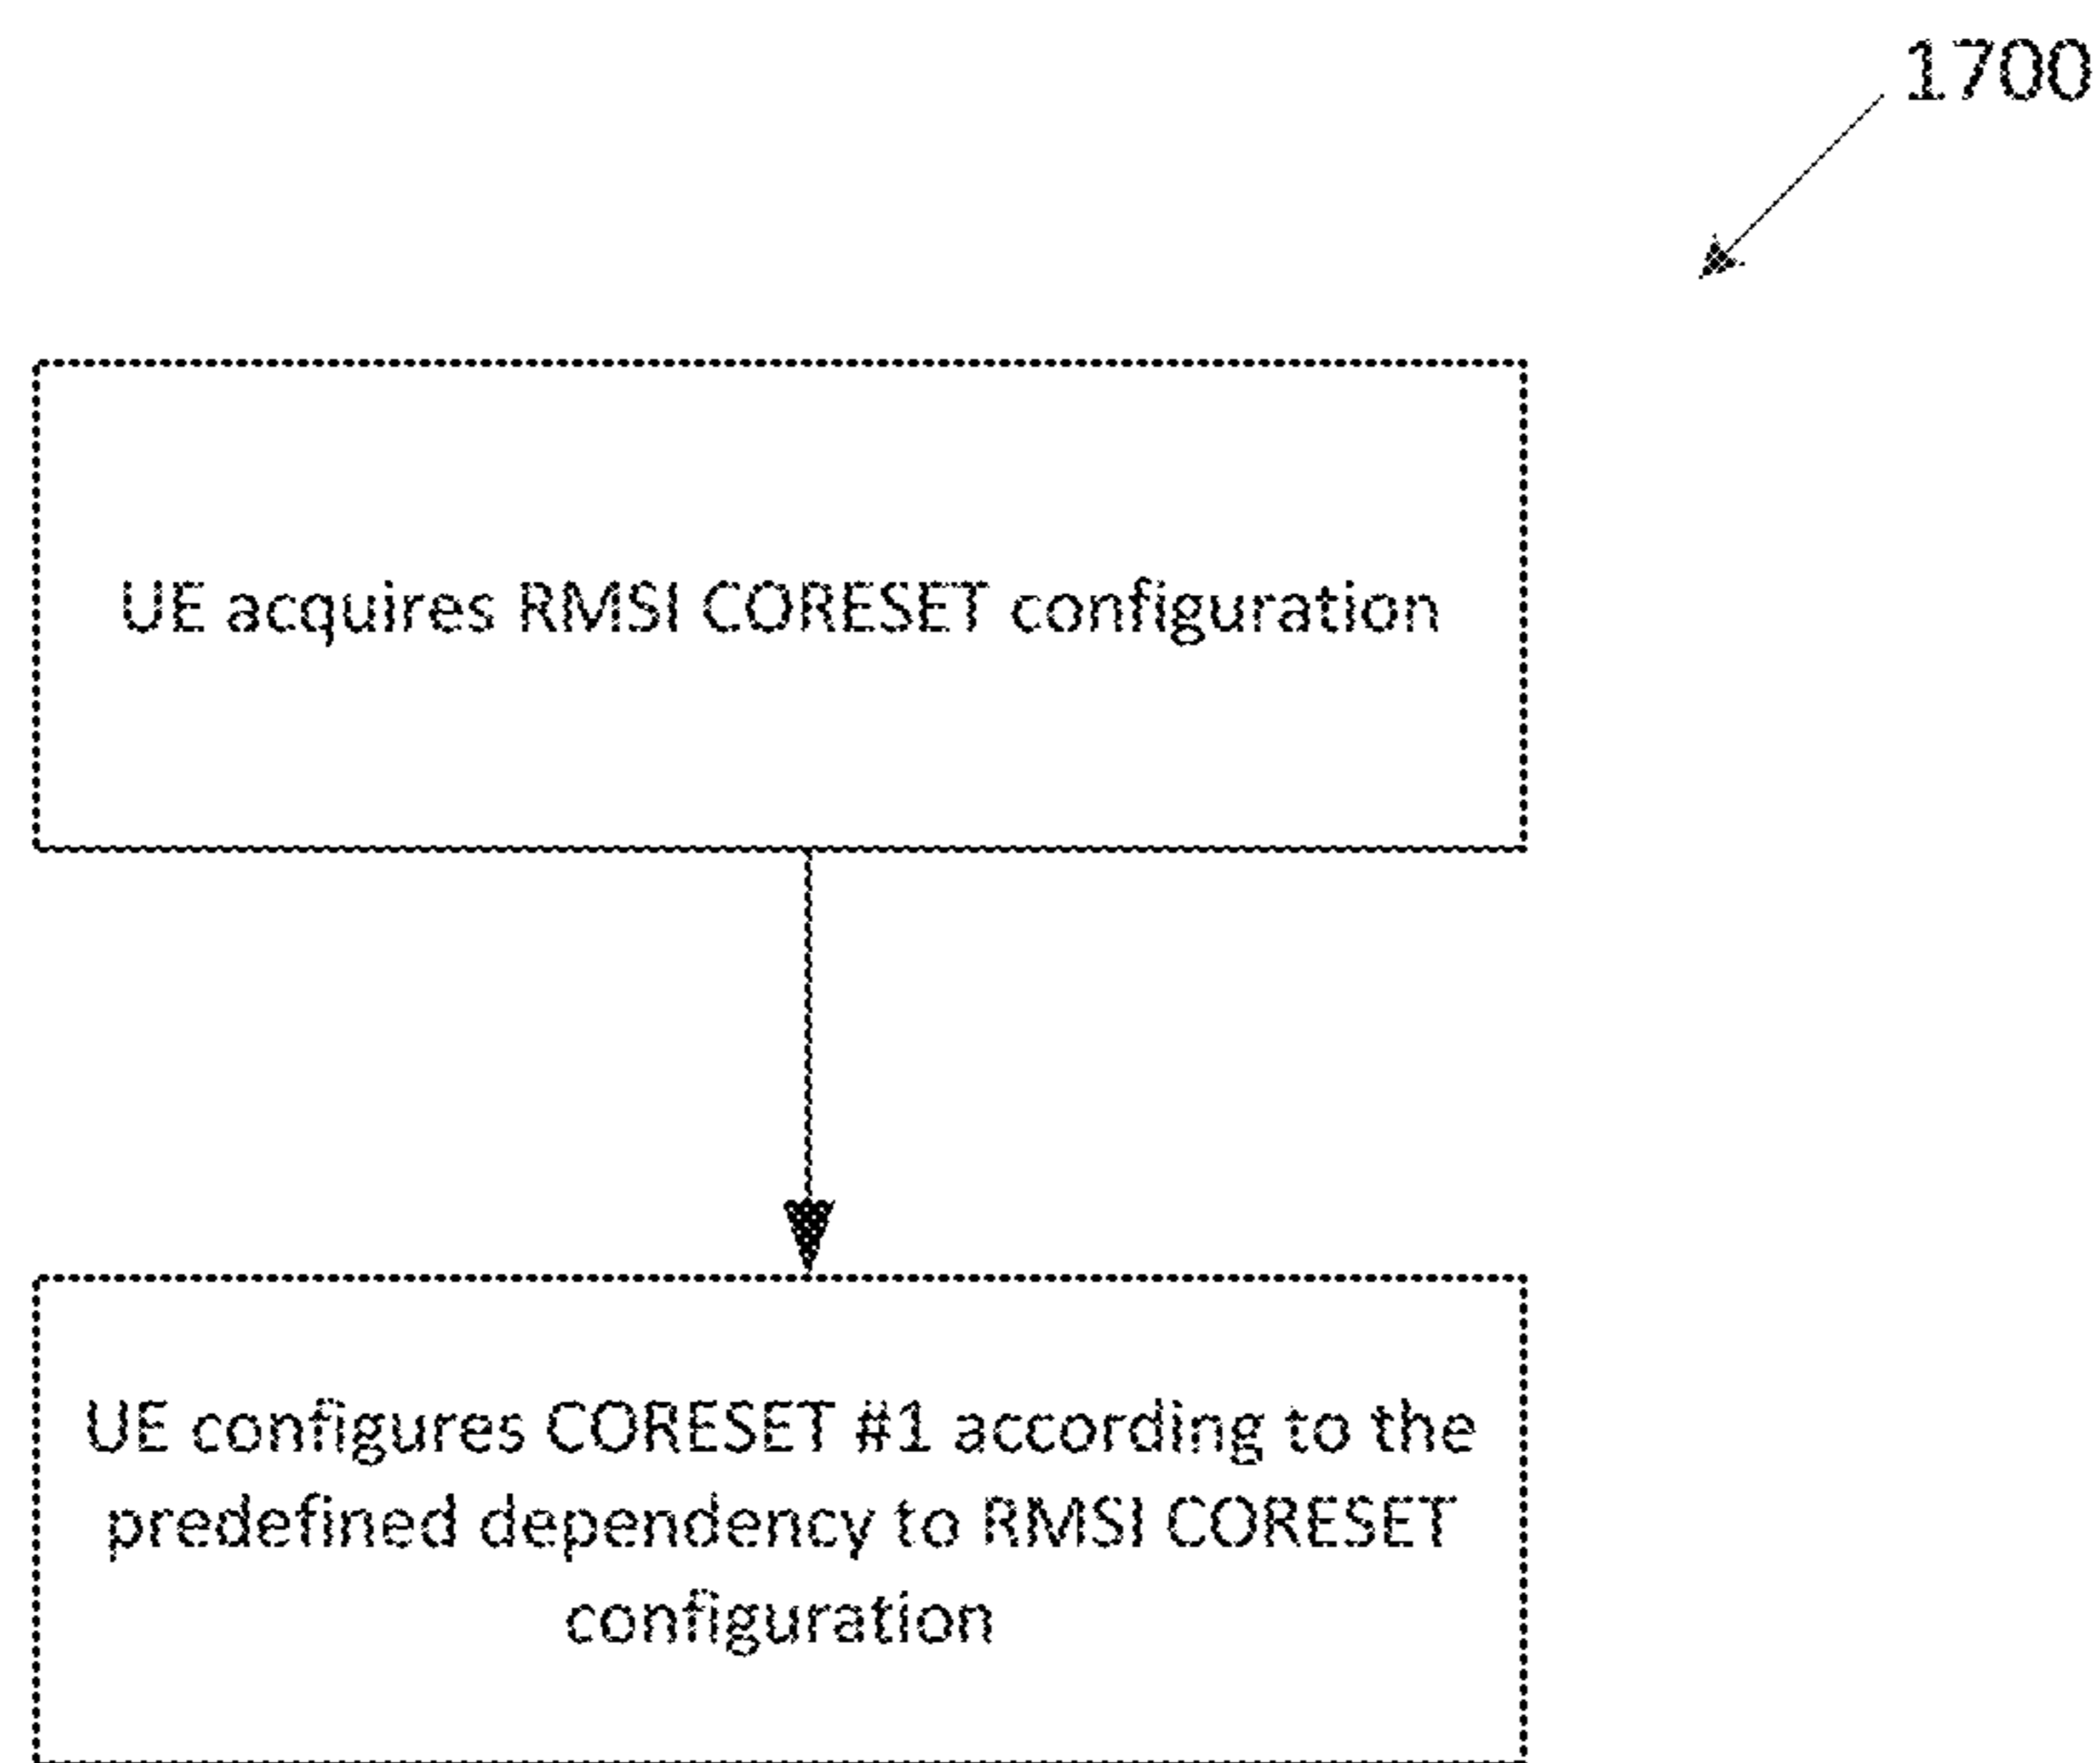 1700
UE acquires RMSI CORESET configuration
UE configures CORESET #1 according to the
predefined dependency to RMSI CORESET
configuration